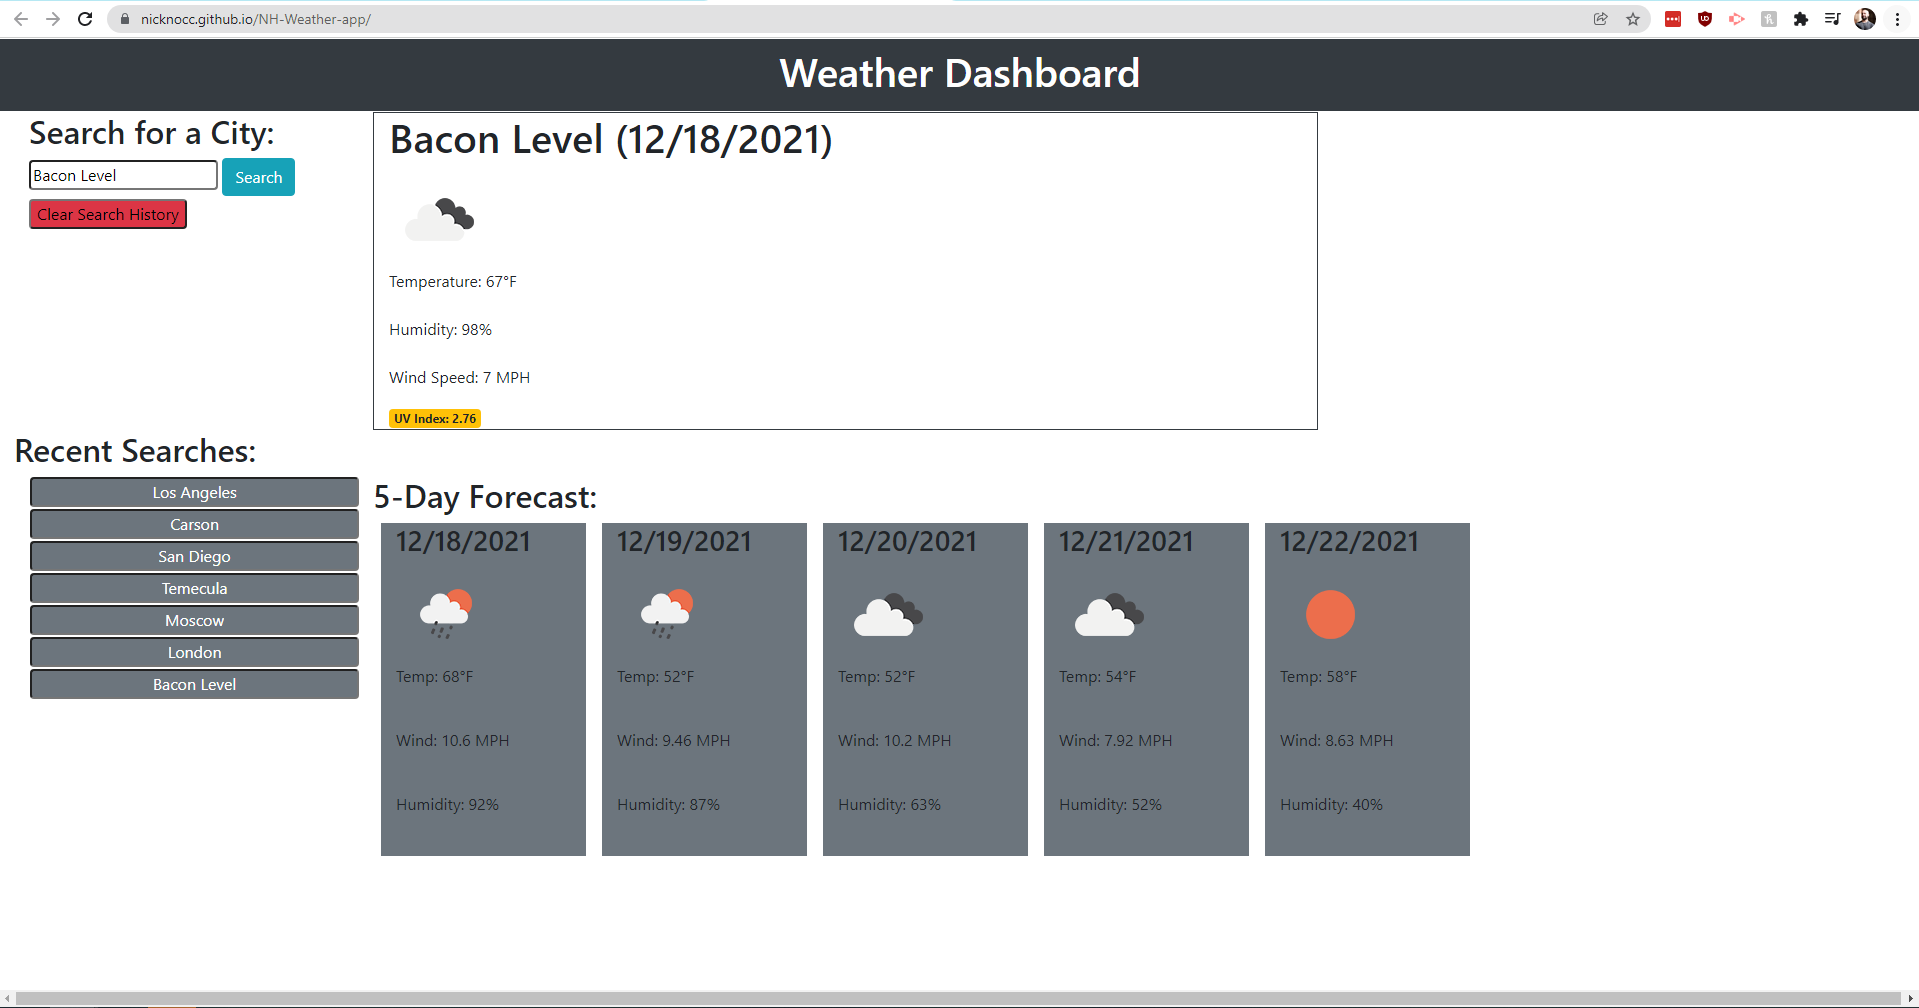 nicknocc.github.io/NH-Weather-app/
Weather Dashboard
Search for a City:
Bacon Level
Search
Clear Search History
Bacon Level (12/18/2021)
Temperature: 67°F
Humidity: 98%
Wind Speed: 7 MPH
UV Index: 2.76
Recent Searches:
Los Angeles
Carson
San Diego
Temecula
Moscow
London
Bacon Level
5-Day Forecast:
12/18/2021
Temp: 68°F
Wind: 10.6 MPH
Humidity: 92%
12/19/2021
Temp: 52°F
Wind: 9.46 MPH
Humidity: 87%
12/20/2021
Temp: 52°F
Wind: 10.2 MPH
Humidity: 63%
12/21/2021
Temp: 54°F
Wind: 7.92 MPH
Humidity: 52%
12/22/2021
Temp: 58°F
Wind: 8.63 MPH
Humidity: 40%